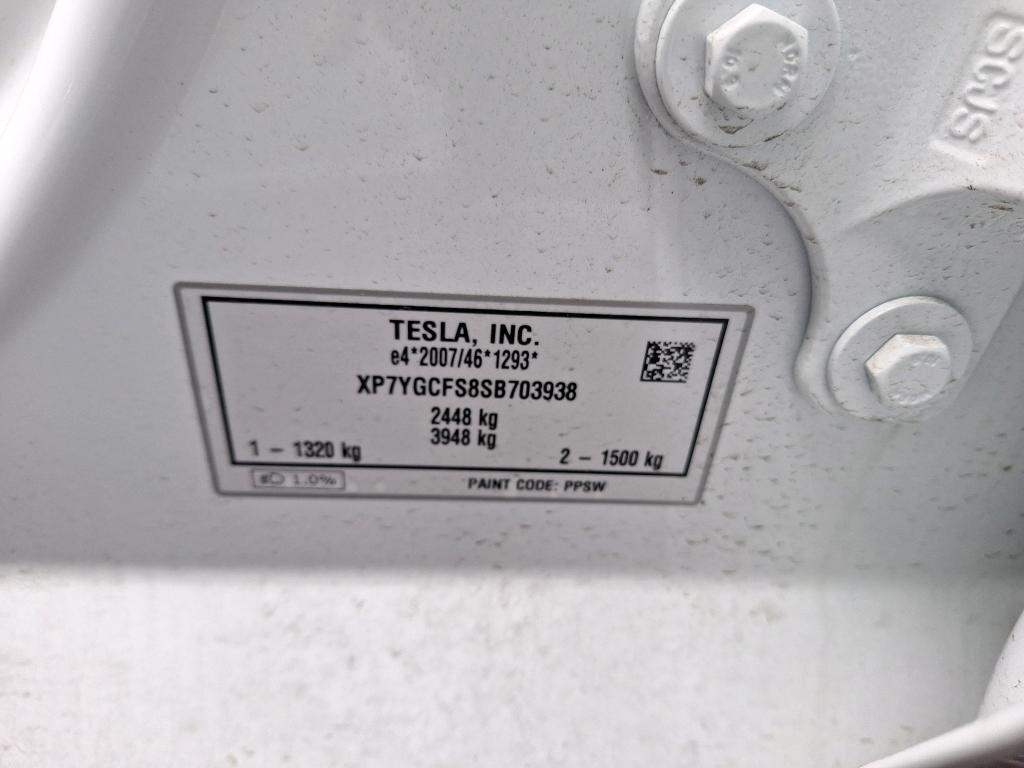 SCUS
TESLA, INC.
e4*2007/46*1293*
XP7YGCFS8SB703938
2448 kg
3948 kg
1 – 1320 kg
2 – 1500 kg
1.0%
PAINT CODE: PPSW